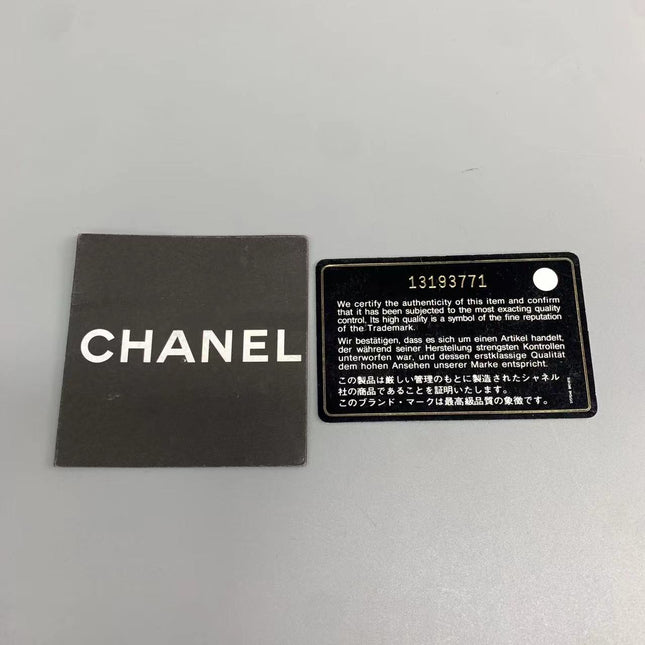 CHANEL
13193771
We certify the authenticity of this item and confirm
that it has been subjected to the most exacting quality
control. Its high quality is a symbol of the fine reputation
of the Trademark.
Wir bestätigen, dass es sich um einen Artikel handelt,
der während seiner Herstellung strengsten Kontrollen
unterworfen war, und dessen erstklassige Qualität
dem hohen Ansehen unserer Marke entspricht.
この製品は厳しい管理のもとに製造されたシャネル
社の商品であることを証明いたします。
このブランド・マークは最高級品質の象徴です。